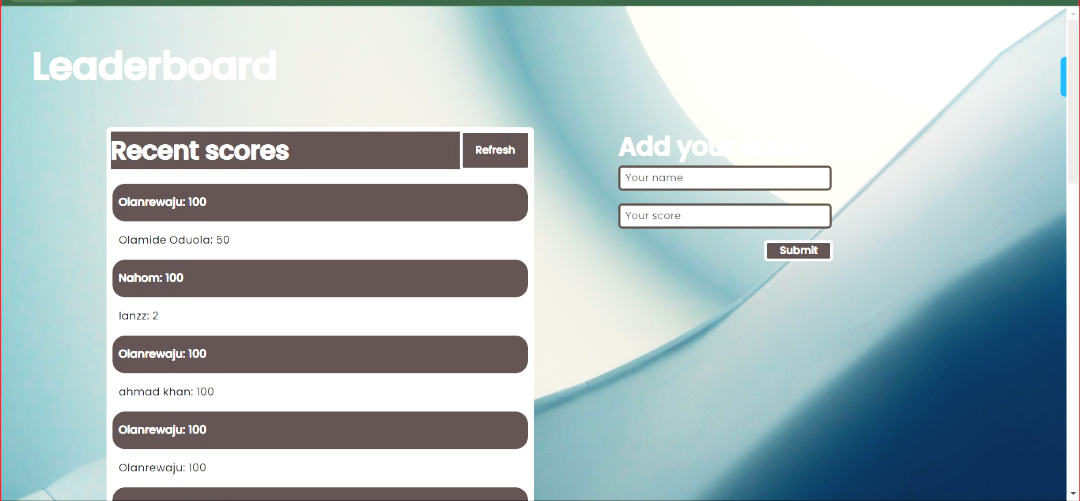 Leaderboard
Recent scores
Refresh
Olanrewaju: 100
Olamide Oduola: 50
Nahom: 100
Ianzz: 2
Olanrewaju: 100
ahmad khan: 100
Olanrewaju: 100
Olanrewaju: 100
Add you
Your name
Your score
Submit